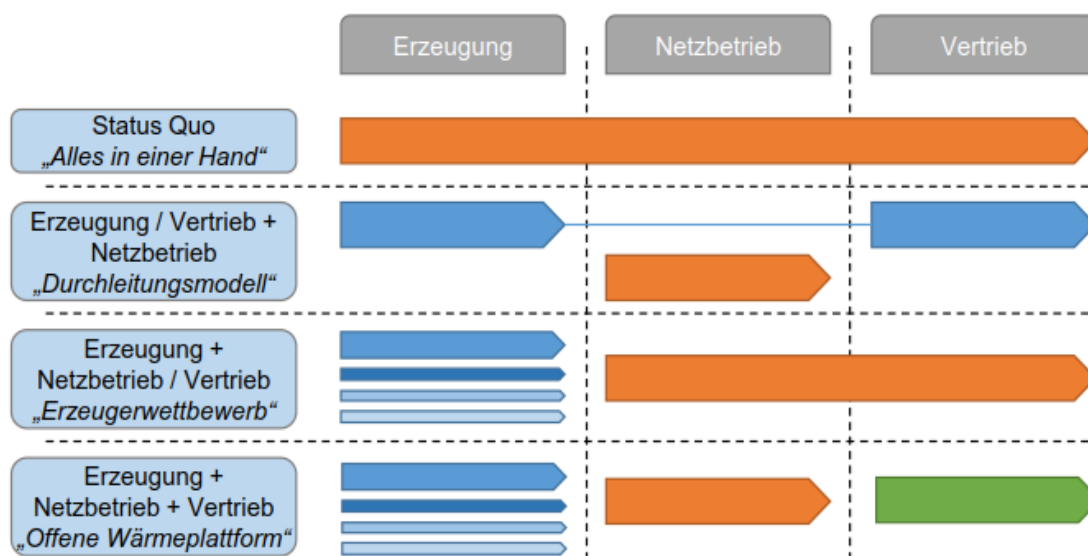 Erzeugung
Netzbetrieb
Vertrieb
Status Quo
„Alles in einer Hand“
Erzeugung / Vertrieb +
Netzbetrieb
„Durchleitungsmodell“
Erzeugung +
Netzbetrieb / Vertrieb
„Erzeugerwettbewerb“
Erzeugung +
Netzbetrieb + Vertrieb
„Offene Wärmeplattform“